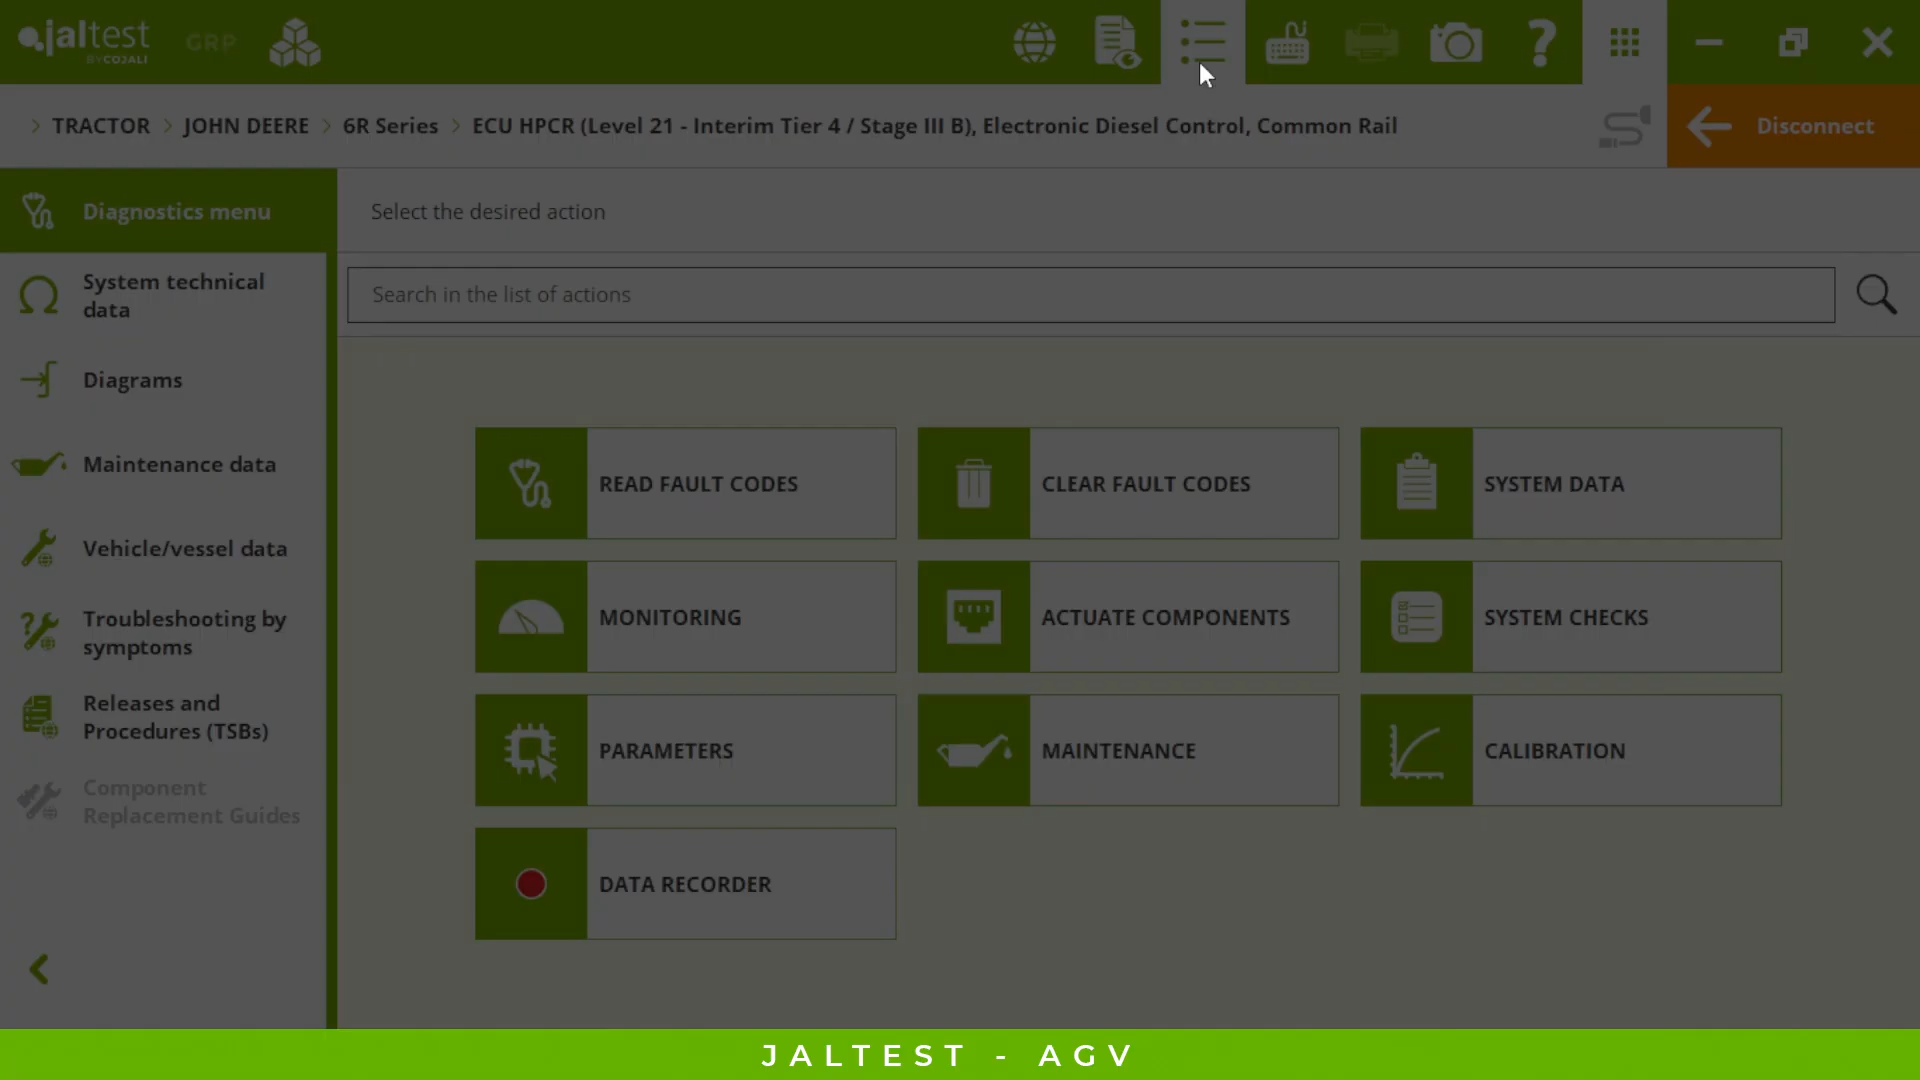 jaltest
BY COJALI
GRP
TRACTOR > JOHN DEERE > 6R Series > ECU HPCR (Level 21 - Interim Tier 4 / Stage III B), Electronic Diesel Control, Common Rail
Disconnect
Diagnostics menu
System technical
data
Diagrams
Maintenance data
Vehicle/vessel data
Troubleshooting by
symptoms
Releases and
Procedures (TSBs)
Component
Replacement Guides
Select the desired action
Search in the list of actions
READ FAULT CODES
CLEAR FAULT CODES
SYSTEM DATA
MONITORING
ACTUATE COMPONENTS
SYSTEM CHECKS
PARAMETERS
MAINTENANCE
CALIBRATION
DATA RECORDER
JALTEST - AGV